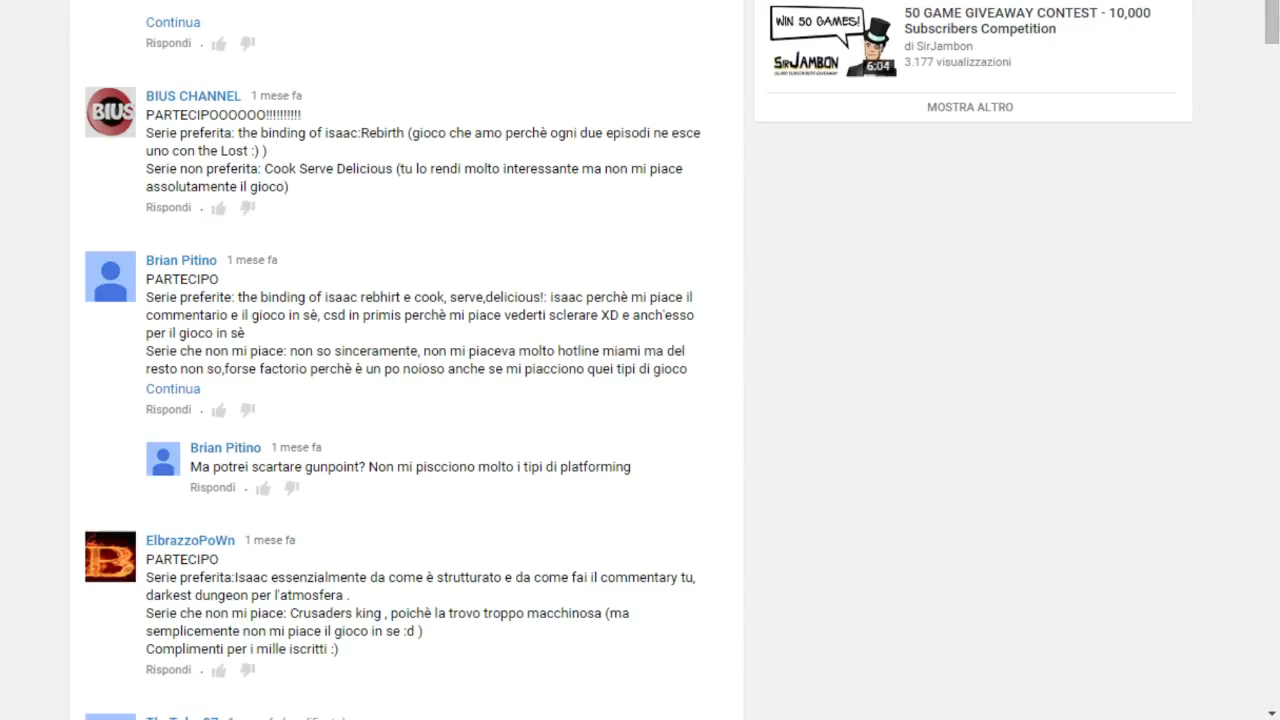 Continua
Rispondi .
BIUS
BIUS CHANNEL 1 mese fa
PARTECIPOOOOOO!!!!!!!!!!
Serie preferita: the binding of isaac:Rebirth (gioco che amo perchè ogni due episodi ne esce
uno con the Lost :) )
Serie non preferita: Cook Serve Delicious (tu lo rendi molto interessante ma non mi piace
assolutamente il gioco)
Rispondi .
Brian Pitino 1 mese fa
PARTECIPO
Serie preferite: the binding of isaac rebhirt e cook, serve,delicious!: isaac perchè mi piace il
commentario e il gioco in sè, csd in primis perchè mi piace vederti sclerare XD e anch'esso
per il gioco in sè
Serie che non mi piace: non so sinceramente, non mi piaceva molto hotline miami ma del
resto non so,forse factorio perchè è un po noioso anche se mi piacciono quei tipi di gioco
Continua
Rispondi .
Brian Pitino 1 mese fa
Ma potrei scartare gunpoint? Non mi piscciono molto i tipi di platforming
Rispondi .
B
ElbrazzoPoWn 1 mese fa
PARTECIPO
Serie preferita:Isaac essenzialmente da come è strutturato e da come fai il commentary tu,
darkest dungeon per l'atmosfera .
Serie che non mi piace: Crusaders king , poichè la trovo troppo macchinosa (ma
semplicemente non mi piace il gioco in se :d )
Complimenti per i mille iscritti :)
Rispondi .
WIN 50 GAMES!
SIRJAMBON
6:04
50 GAME GIVEAWAY CONTEST - 10,000
Subscribers Competition
di SirJambon
3.177 visualizzazioni
MOSTRA ALTRO